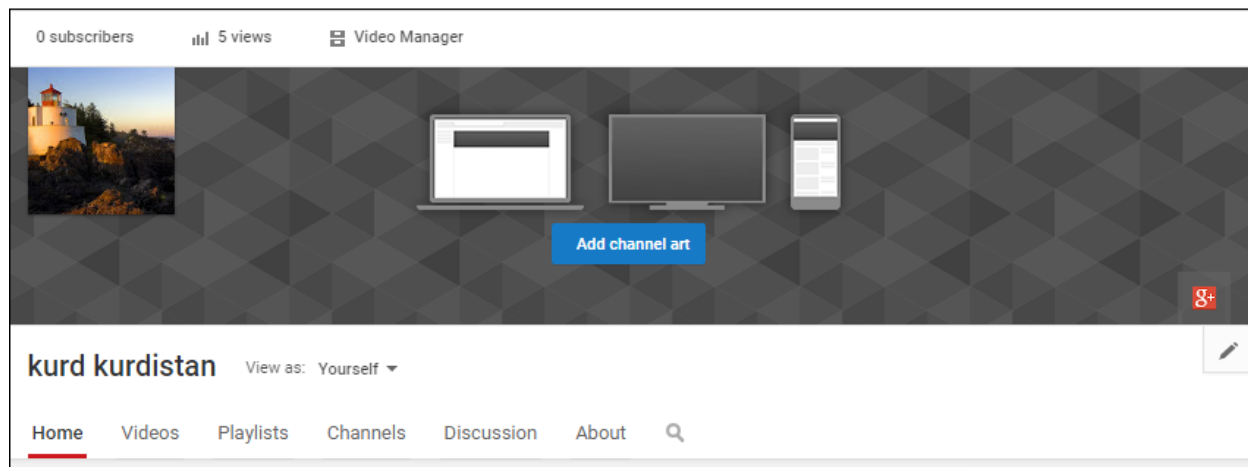 0 subscribers 5 views Video Manager
Add channel art
g+
kurd kurdistan View as: Yourself
Home Videos Playlists Channels Discussion About